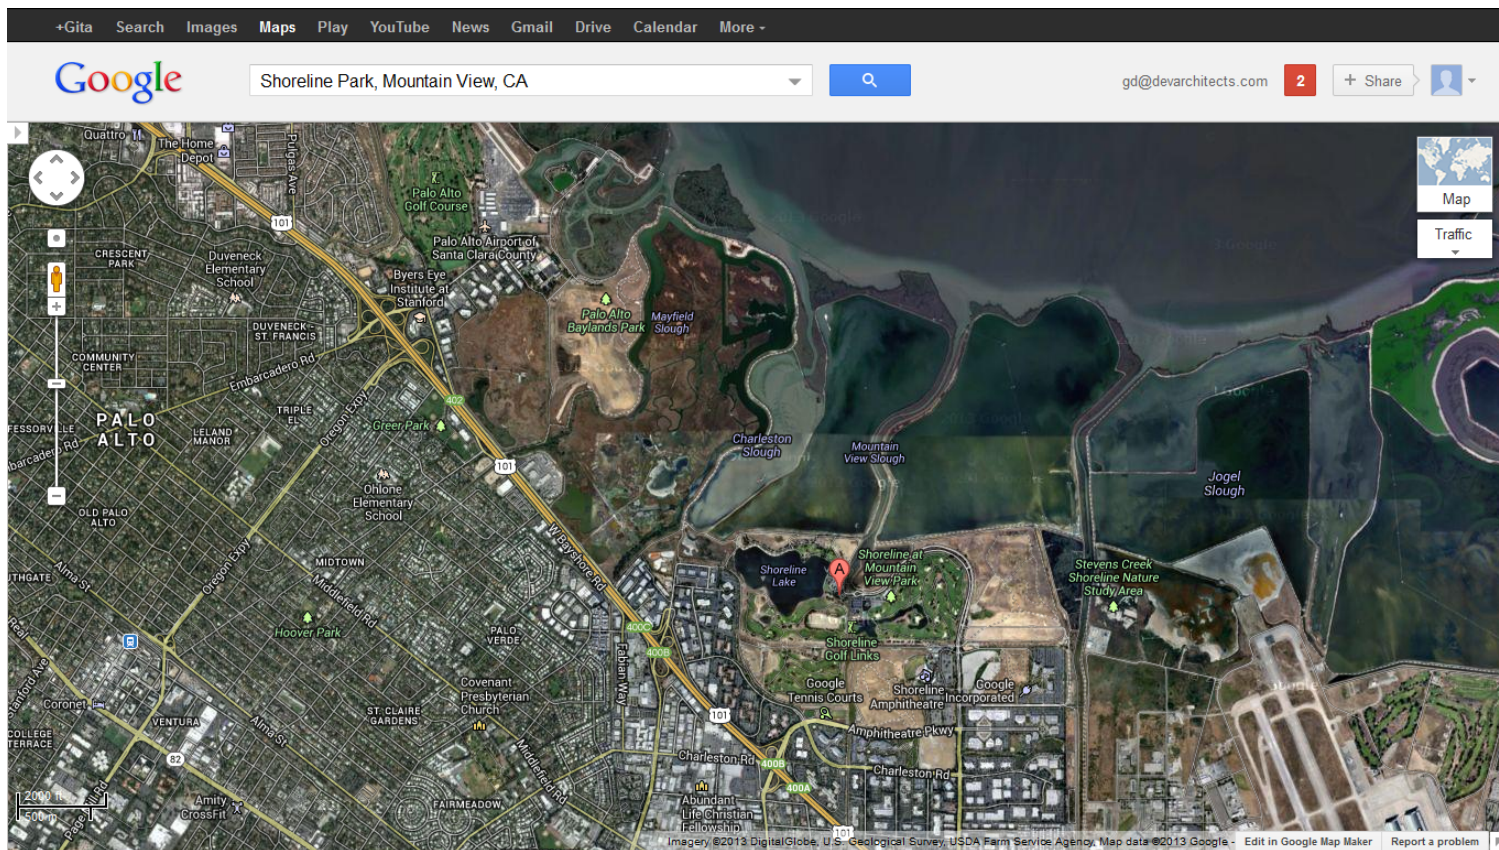 +Gita Search Images Maps Play YouTube News Gmail Drive Calendar More
Google
Shoreline Park, Mountain View, CA
gd@devarchitects.com
2
+ Share
Quattro
The Home
Depot
Pulgas Ave
Palo Alto
Golf Course
101
Map
Traffic
Palo Alto Airport of
Santa Clara County
CRESCENT
PARK
Duveneck
Elementary
School
Byers Eye
Institute at
Stanford
Palo Alto
Baylands Park
Mayfield
Slough
DUVENECK -
ST. FRANCIS
COMMUNITY
CENTER
Embarcadero Rd
402
TRIPLE
EL
Oregon Expy
PALO
ALTO
LELAND
MANOR
Greer Park
Charleston
Slough
Mountain
View Slough
101
Ohlone
Elementary
School
Jogel
Slough
OLD PALO
ALTO
W Bayshore Rd
Oregon Expy
MIDTOWN
Middlefield Rd
Alma St
Shoreline
Lake
A
Shoreline at
Mountain
View Park
Stevens Creek
Shoreline Nature
Study Area
Hoover Park
PALO
VERDE
400C
400B
Fabian Way
Shoreline
Golf Links
Stanford Ave
Coronet
Covenant
Presbyterian
Church
Google
Tennis Courts
Shoreline
Amphitheatre
Google
Incorporated
VENTURA
ST. CLAIRE
GARDENS
101
Alma St
COLLEGE
TERRACE
Amphitheatre Pkwy
82
Middlefield Rd
Charleston Rd
400B
Charleston Rd
400A
2000 ft
500 m
Amity
CrossFit
FAIRMEADOW
Abundant
Life Christian
Fellowship
101
Imagery ©2013 DigitalGlobe, U.S. Geological Survey, USDA Farm Service Agency, Map data ©2013 Google - Edit in Google Map Maker Report a problem